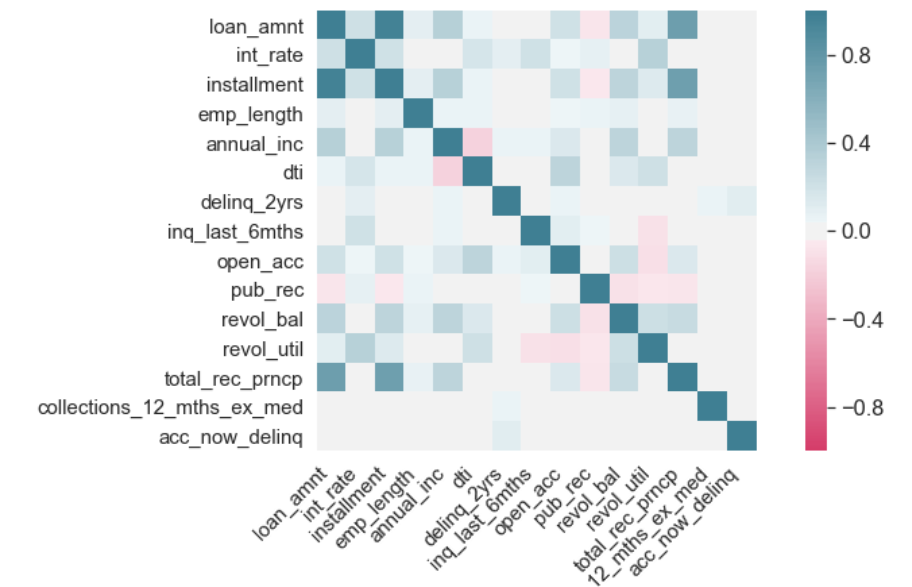 loan_amnt
int_rate
installment
emp_length
annual_inc
dti
delinq_2yrs
inq_last_6mths
open_acc
pub_rec
revol_bal
revol_util
total_rec_prncp
collections_12_mths_ex_med
acc_now_delinq
loan_amnt
int_rate
installment
emp_length
annual_inc
dti
delinq_2yrs
inq_last_6mths
open_acc
pub_rec
revol_bal
revol_util
total_rec_prncp
12_mths_ex_med
acc_now_delinq
0.8
0.4
0.0
−0.4
−0.8